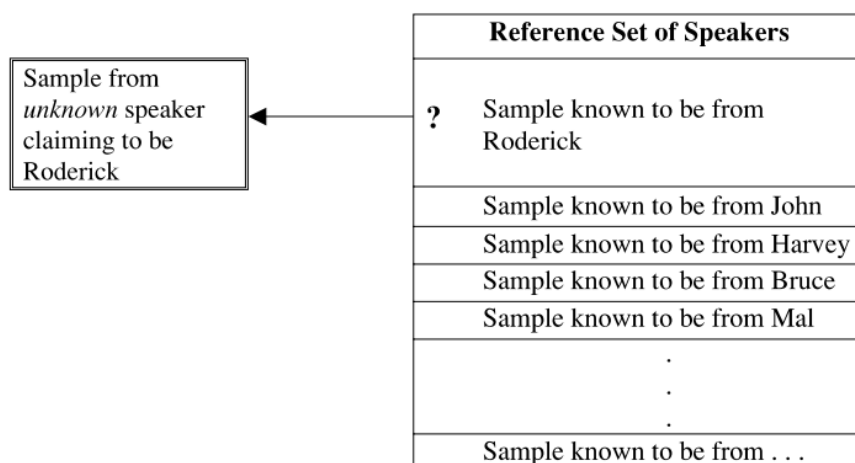 Reference Set of Speakers
Sample from
unknown speaker
claiming to be
Roderick
? Sample known to be from
Roderick
Sample known to be from John
Sample known to be from Harvey
Sample known to be from Bruce
Sample known to be from Mal
.
.
.
Sample known to be from . . .